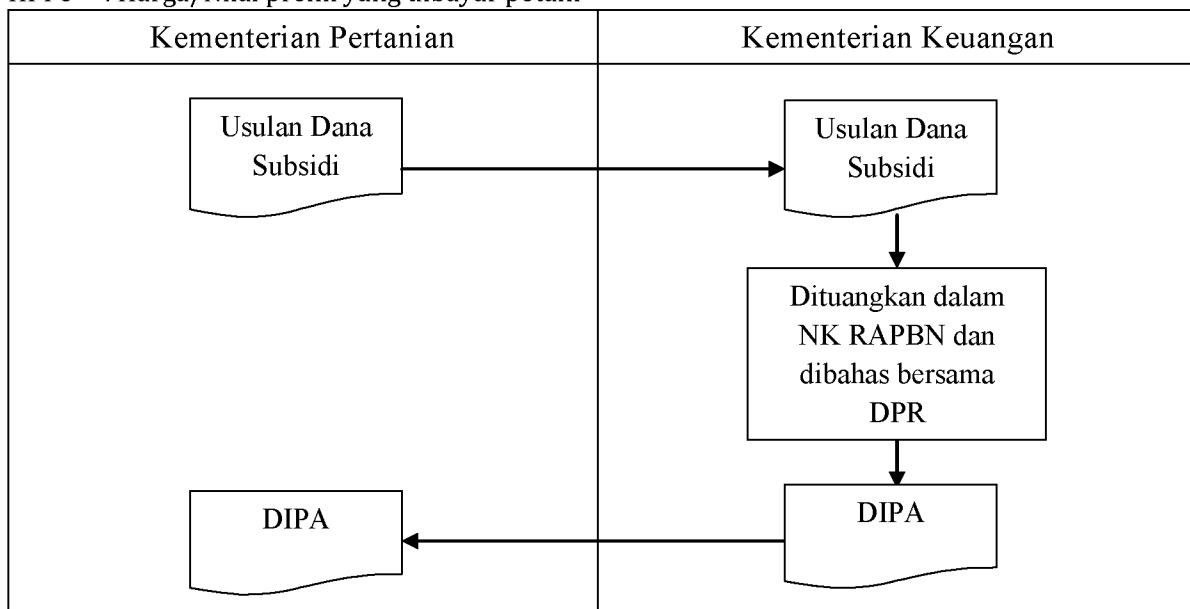 Kementerian Pertanian
Kementerian Keuangan
Usulan Dana
Subsidi
Usulan Dana
Subsidi
Dituangkan dalam
NK RAPBN dan
dibahas bersama
DPR
DIPA
DIPA